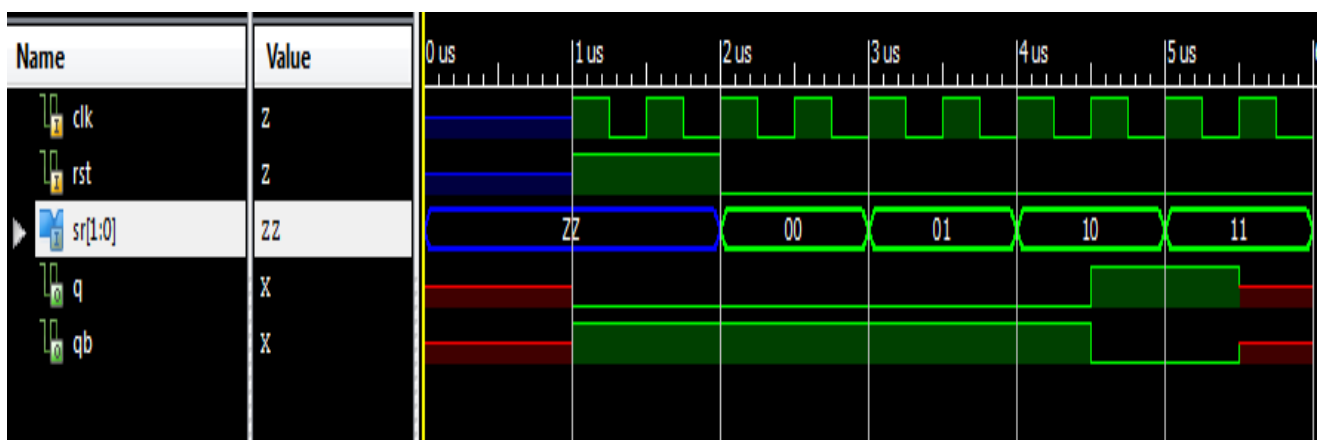 Name Value 0 us 1 us 2 us 3 us 4 us 5 us
clk Z
rst Z
sr[1:0] ZZ ZZ 00 01 10 11
q X
qb X